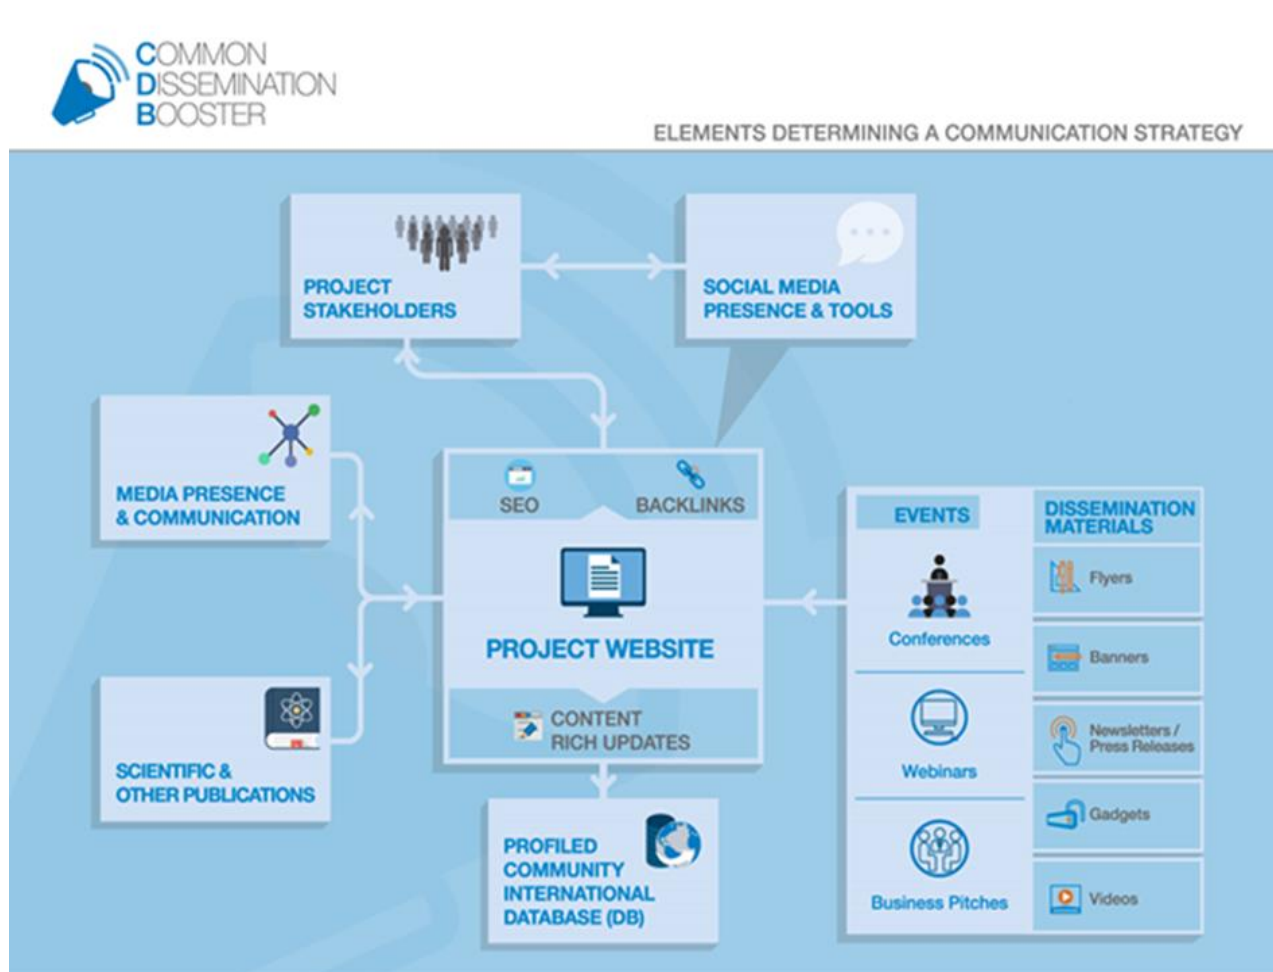 COMMON
DISSEMINATION
BOOSTER
ELEMENTS DETERMINING A COMMUNICATION STRATEGY
PROJECT
STAKEHOLDERS
SOCIAL MEDIA
PRESENCE & TOOLS
MEDIA PRESENCE
& COMMUNICATION
SEO
BACKLINKS
PROJECT WEBSITE
CONTENT
RICH UPDATES
SCIENTIFIC &
OTHER PUBLICATIONS
PROFILED
COMMUNITY
INTERNATIONAL
DATABASE (DB)
EVENTS
Conferences
Webinars
Business Pitches
DISSEMINATION
MATERIALS
Flyers
Banners
Newsletters /
Press Releases
Gadgets
Videos